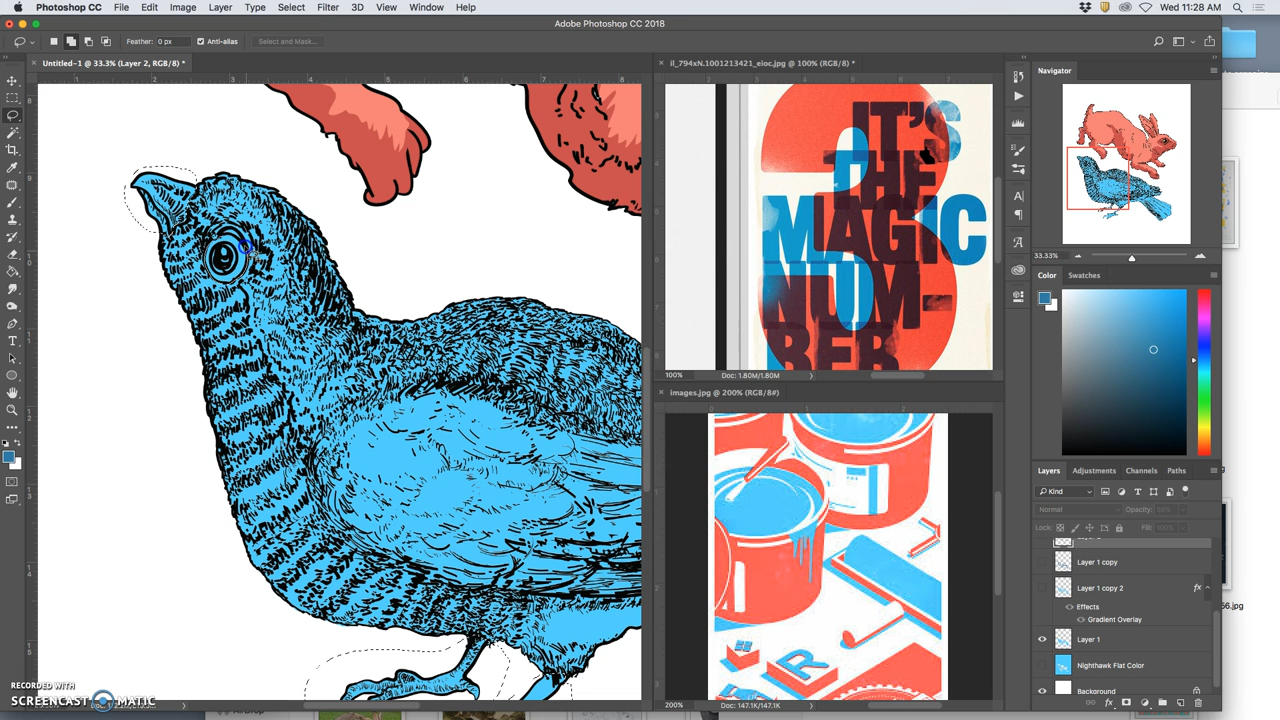 Photoshop CC File Edit Image Layer Type Select Filter 3D View Window Help Wed 11:28 AM
Adobe Photoshop CC 2018
Feather: 0 px Anti-alias Select and Mask...
Untitled-1 @ 33.3% (Layer 2, RGB/8) *
il_794xN.1001213421_eioc.jpg @ 100% (RGB/8) *
Navigator
IT'S
THE
MAGIC
NUM-
BER
33.33%
Color Swatches
100% Doc: 1.80M/1.80M
images.jpg @ 200% (RGB/8#)
Layers Adjustments Channels Paths
Kind
Normal Opacity:
Lock: Fill: 100%
Layer 1 copy
Layer 1 copy 2 fx
Effects
Gradient Overlay
Layer 1
Nighthawk Flat Color
Background
R
200% Doc: 147.1K/147.1K
RECORDED WITH
SCREENCAST MATIC